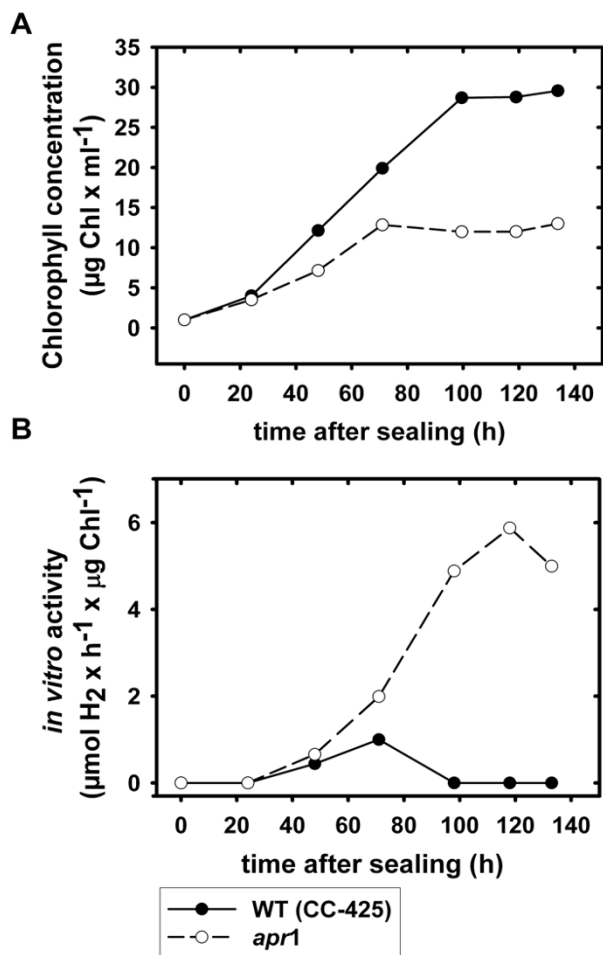 A
Chlorophyll concentration
(µg Chl x ml-1)
35
30
25
20
15
10
5
0
0 20 40 60 80 100 120 140
time after sealing (h)
B
in vitro activity
(µmol H2 x h-1 x µg Chl-1)
6
4
2
0
0 20 40 60 80 100 120 140
time after sealing (h)
WT (CC-425)
apr1